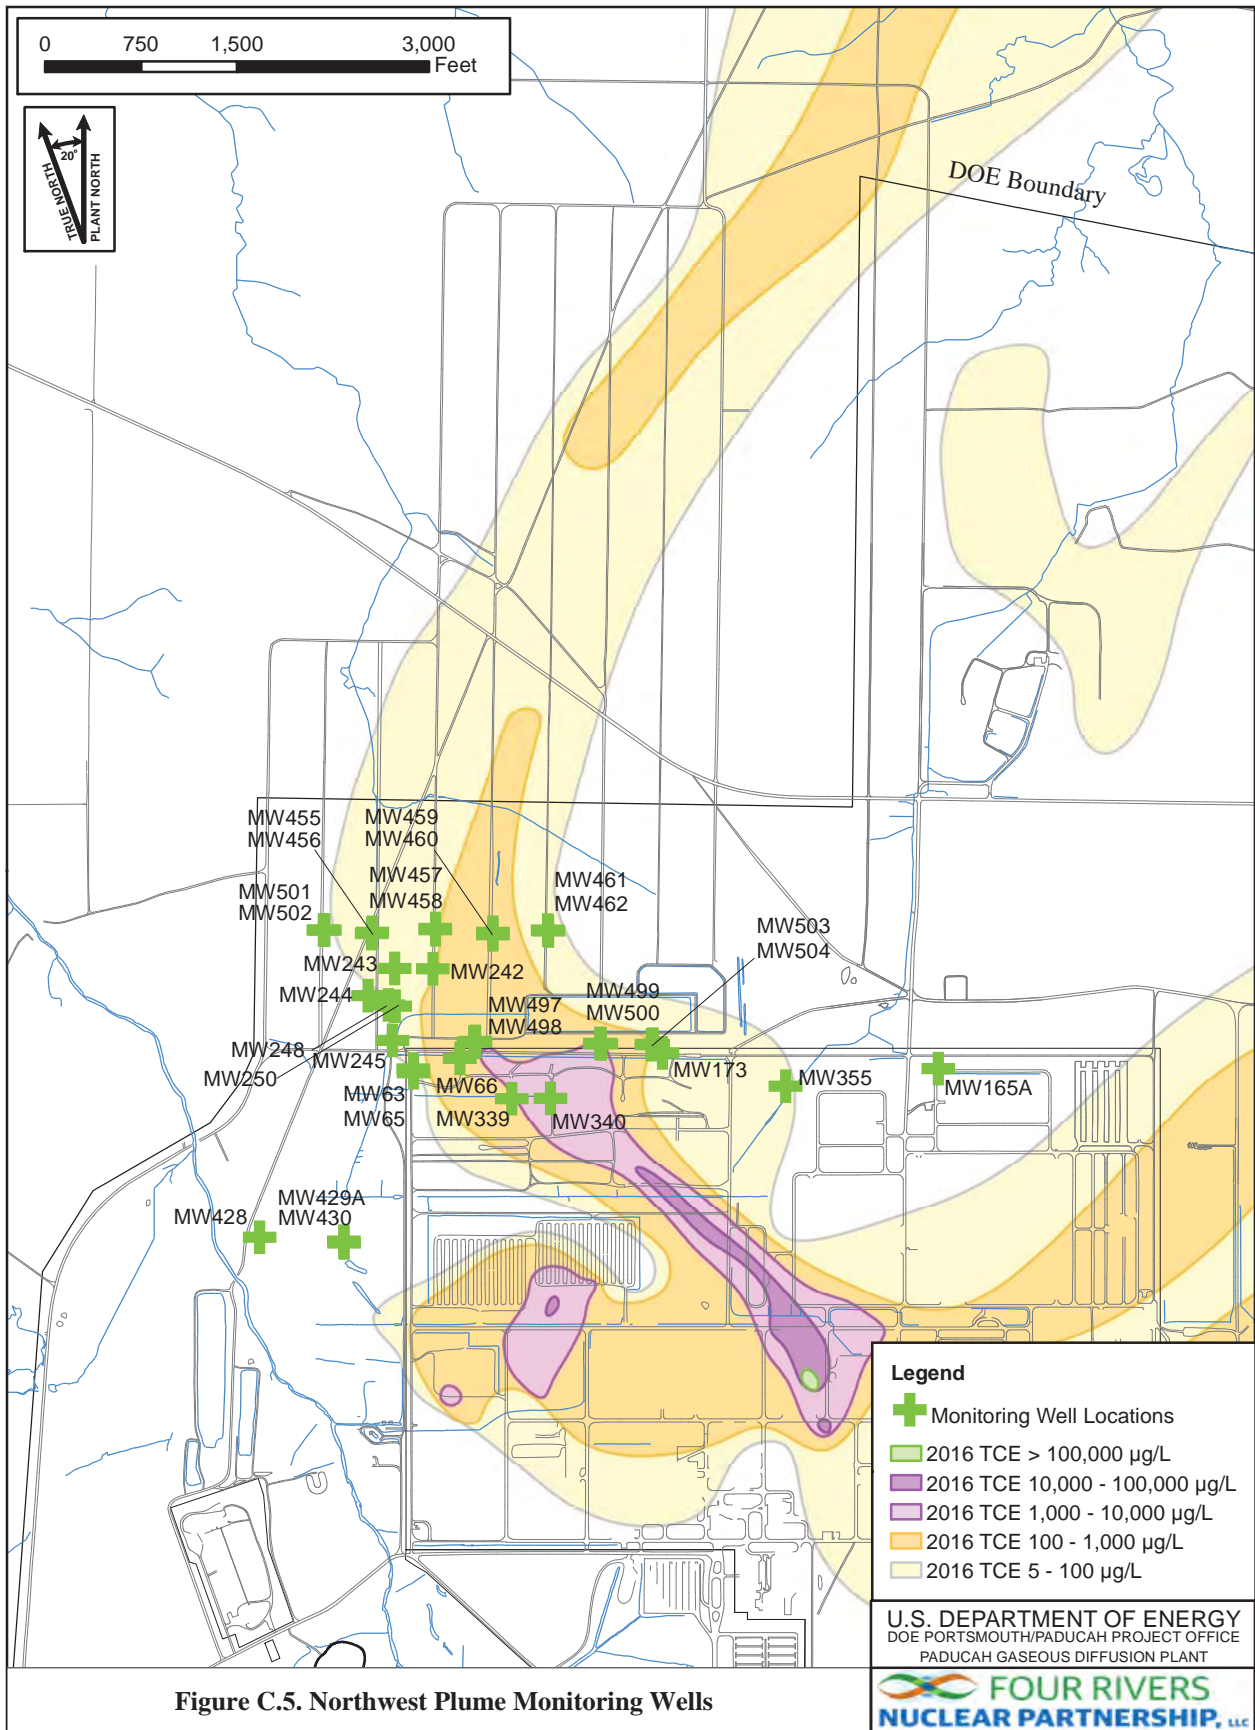 0 750 1,500 3,000
Feet
20°
TRUE NORTH
PLANT NORTH
DOE Boundary
MW455
MW456
MW459
MW460
MW457
MW458
MW461
MW462
MW501
MW502
MW503
MW504
MW243
MW242
MW244
MW497
MW498
MW499
MW500
MW248
MW245
MW250
MW173
MW63
MW65
MW66
MW339
MW340
MW355
MW165A
MW428
MW429A
MW430
Legend
Monitoring Well Locations
2016 TCE > 100,000 µg/L
2016 TCE 10,000 - 100,000 µg/L
2016 TCE 1,000 - 10,000 µg/L
2016 TCE 100 - 1,000 µg/L
2016 TCE 5 - 100 µg/L
U.S. DEPARTMENT OF ENERGY
DOE PORTSMOUTH/PADUCAH PROJECT OFFICE
PADUCAH GASEOUS DIFFUSION PLANT
FOUR RIVERS
NUCLEAR PARTNERSHIP, LLC
Figure C.5. Northwest Plume Monitoring Wells